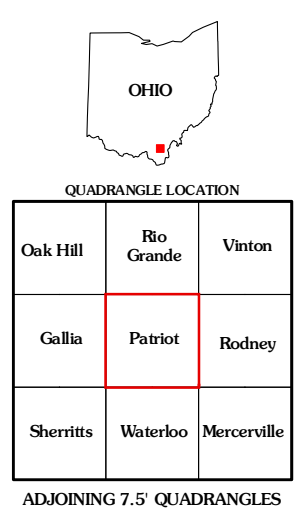 OHIO
QUADRANGLE LOCATION
Oak Hill
Rio
Grande
Vinton
Gallia
Patriot
Rodney
Sherritts
Waterloo
Mercerville
ADJOINING 7.5' QUADRANGLES